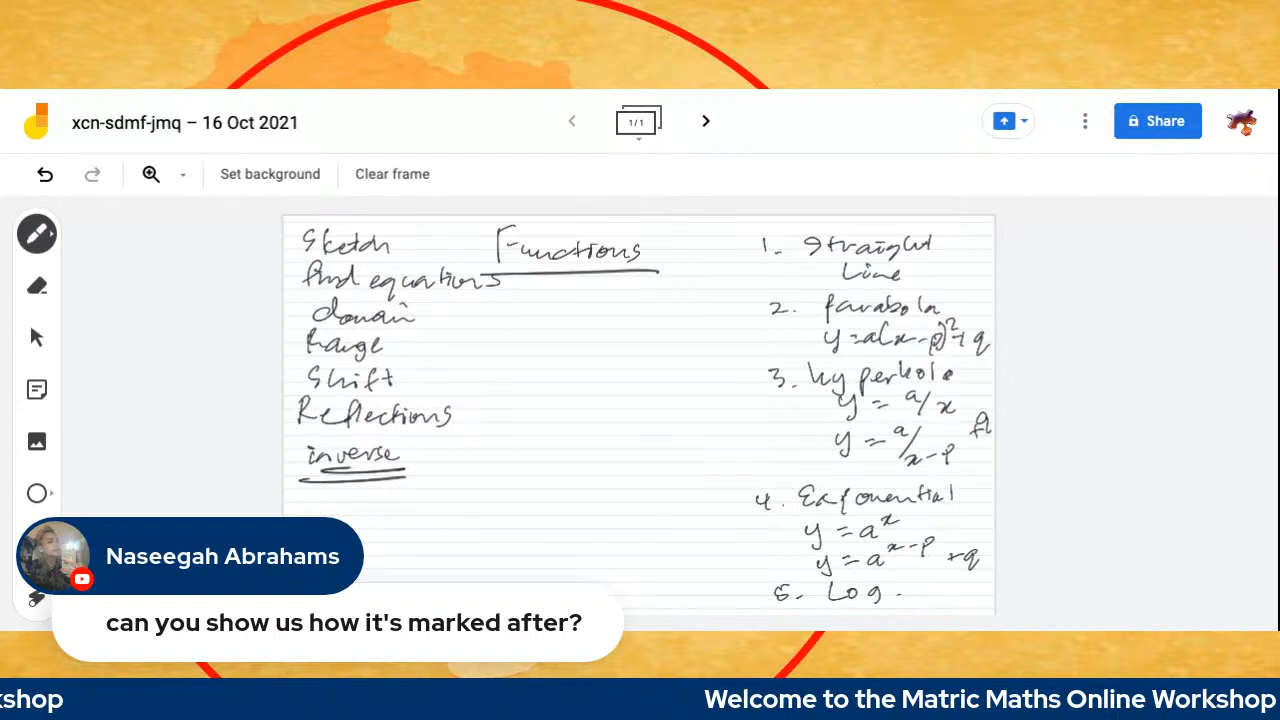 xcn-sdmf-jmq – 16 Oct 2021
1/1
Share
Set background
Clear frame
Functions
Sketch
find equations
domain
Range
Shift
Reflections
inverse
1. Straight
Line
2. parabola
y = a(x-p)²+q
3. hyperbola
y = a/x
y = a/x-p
4. Exponential
y = a^x
y = a^x-p +q
5. Log.
Naseegah Abrahams
can you show us how it's marked after?
kshop
Welcome to the Matric Maths Online Workshop